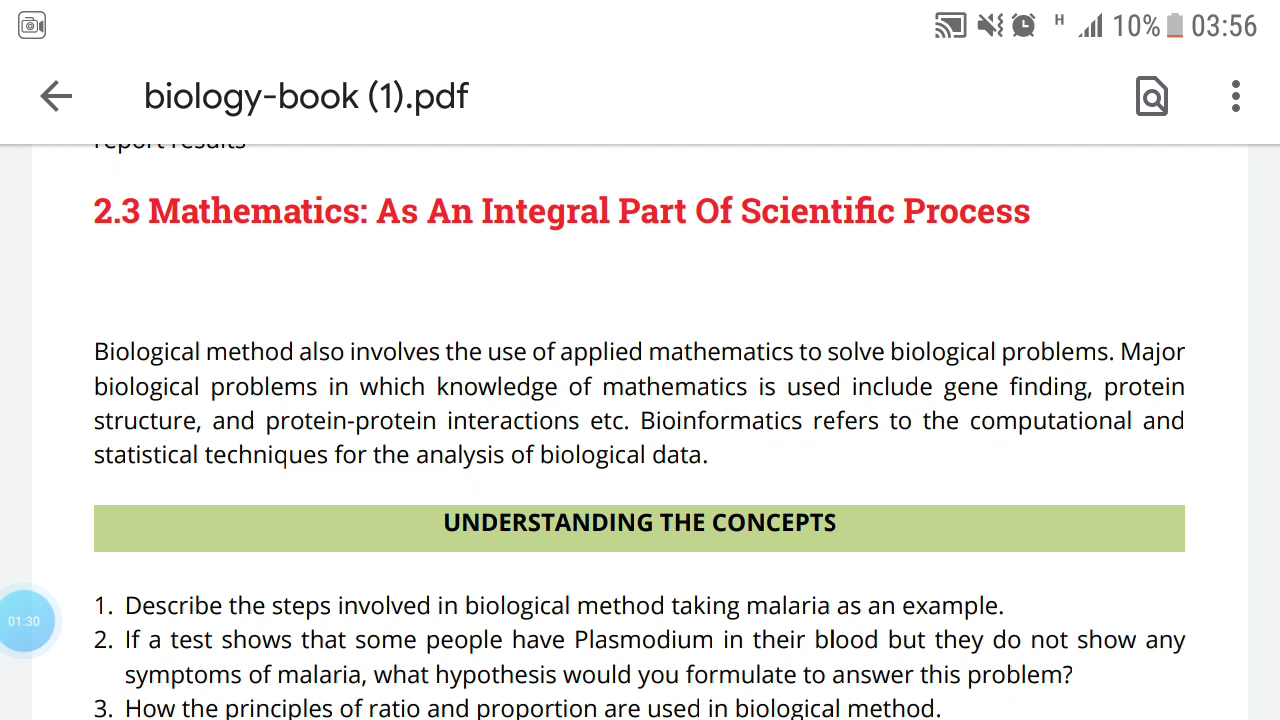 H 10% 03:56
biology-book (1).pdf
report results
2.3 Mathematics: As An Integral Part Of Scientific Process
Biological method also involves the use of applied mathematics to solve biological problems. Major
biological problems in which knowledge of mathematics is used include gene finding, protein
structure, and protein-protein interactions etc. Bioinformatics refers to the computational and
statistical techniques for the analysis of biological data.
UNDERSTANDING THE CONCEPTS
1. Describe the steps involved in biological method taking malaria as an example.
01:30
2. If a test shows that some people have Plasmodium in their blood but they do not show any
symptoms of malaria, what hypothesis would you formulate to answer this problem?
3. How the principles of ratio and proportion are used in biological method.